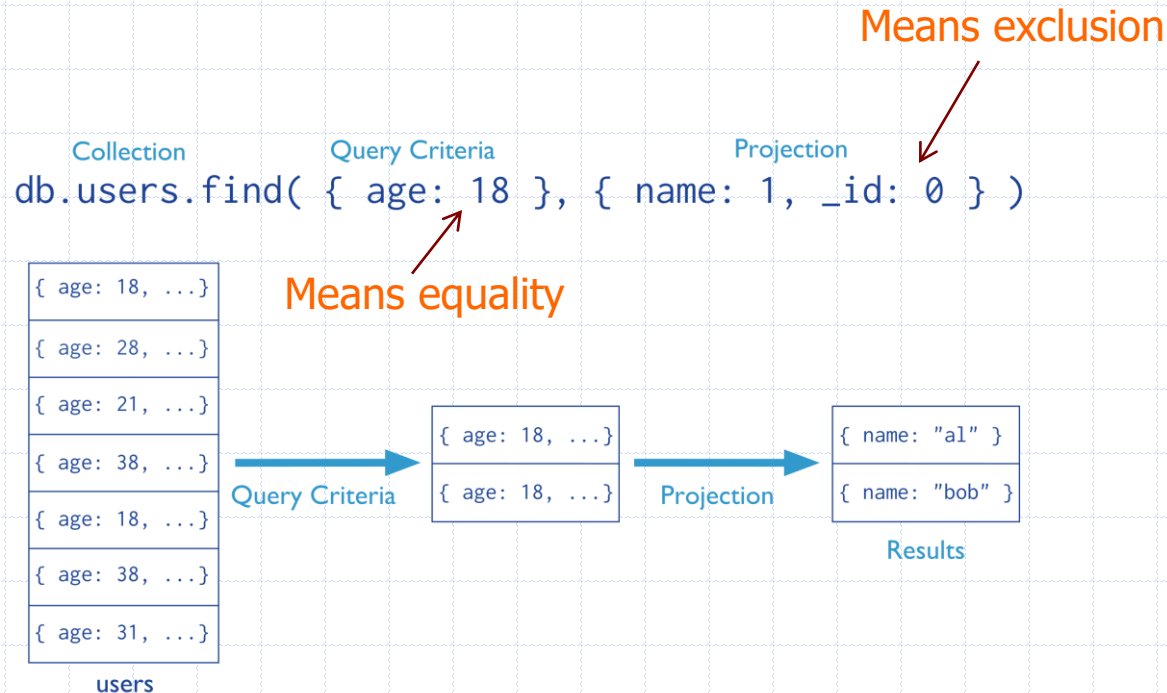 Means exclusion
Collection
Query Criteria
Projection
db.users.find( { age: 18 }, { name: 1, _id: 0 } )
Means equality
{ age: 18, ...}
{ age: 28, ...}
{ age: 21, ...}
{ age: 38, ...}
{ age: 18, ...}
{ age: 38, ...}
{ age: 31, ...}
users
Query Criteria
{ age: 18, ...}
{ age: 18, ...}
Projection
{ name: "al" }
{ name: "bob" }
Results